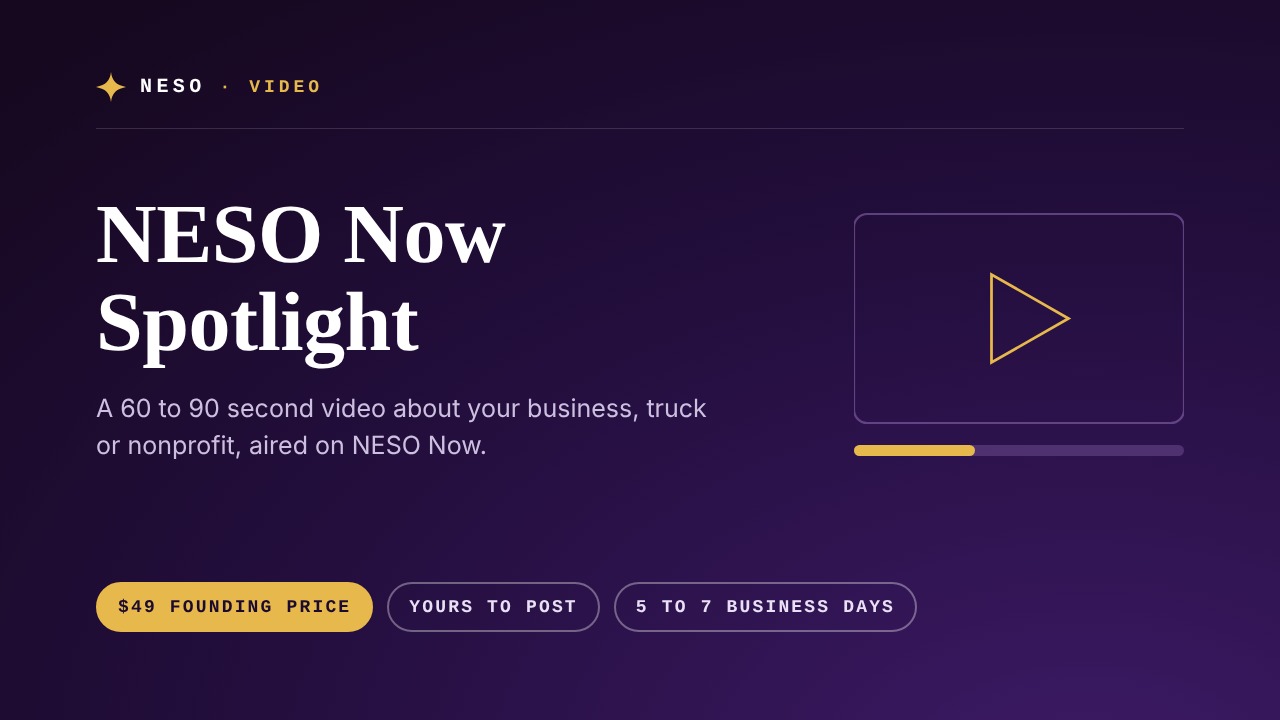 NESO · VIDEO
NESO Now
Spotlight
A 60 to 90 second video about your business, truck
or nonprofit, aired on NESO Now.
$49 FOUNDING PRICE
YOURS TO POST
5 TO 7 BUSINESS DAYS